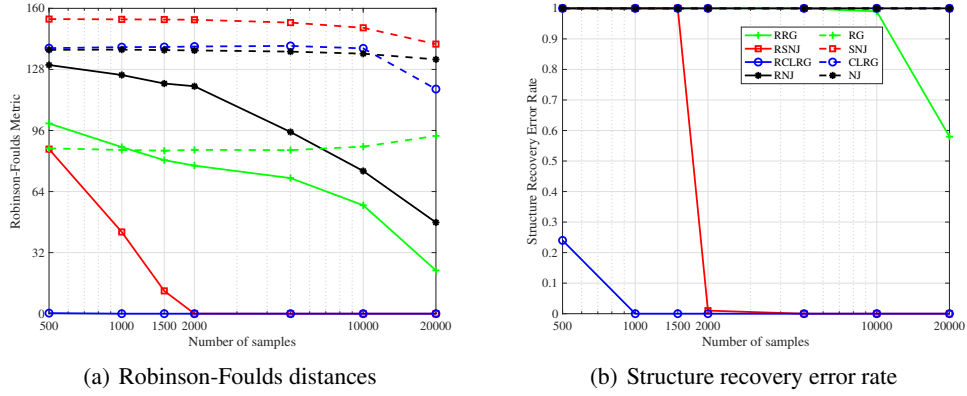 160
128
96
64
32
0
Robinson-Foulds Metric
500 1000 1500 2000 10000 20000
Number of samples
(a) Robinson-Foulds distances
1
0.9
0.8
0.7
0.6
0.5
0.4
0.3
0.2
0.1
0
Structure Recovery Error Rate
RRG RG
RSNJ SNJ
RCLRG CLRG
RNJ NJ
500 1000 1500 2000 10000 20000
Number of samples
(b) Structure recovery error rate